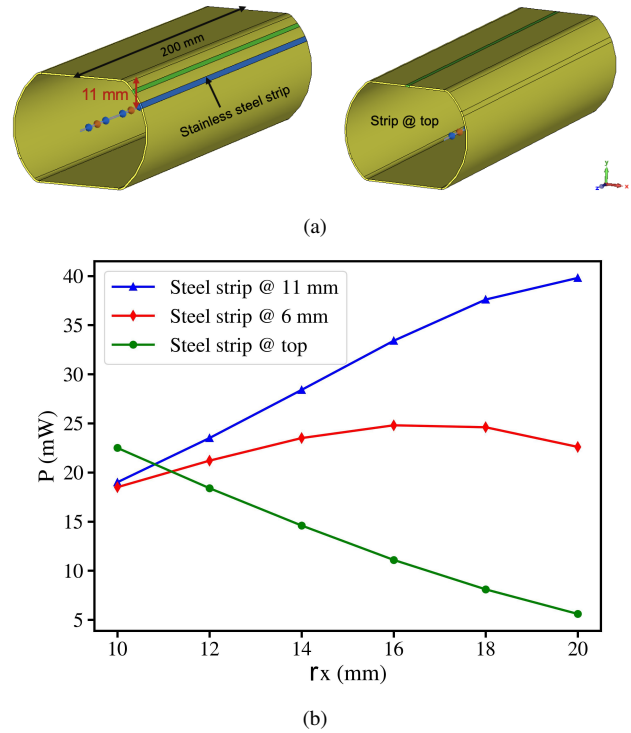 200 mm
11 mm
Stainless steel strip
Strip @ top
y
z
x
(a)
Steel strip @ 11 mm
Steel strip @ 6 mm
Steel strip @ top
P (mW)
40
35
30
25
20
15
10
5
10 12 14 16 18 20
rx (mm)
(b)